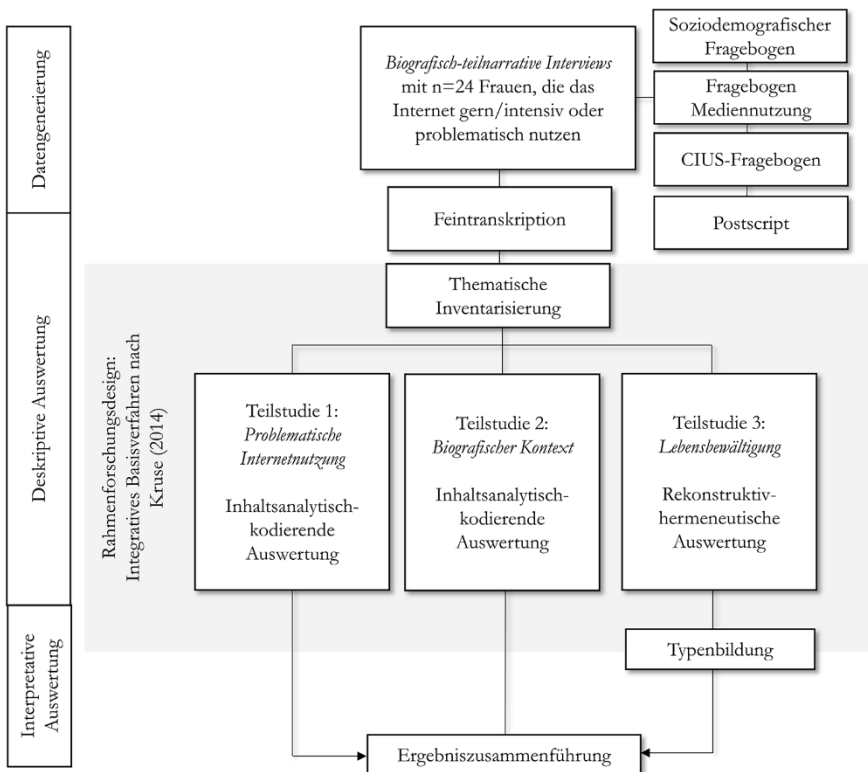 Datengenerierung
Biografisch-teilnarrative Interviews
mit n=24 Frauen, die das
Internet gern/intensiv oder
problematisch nutzen
Soziodemografischer
Fragebogen
Fragebogen
Mediennutzung
CIUS-Fragebogen
Postscript
Feintranskription
Deskriptive Auswertung
Rahmenforschungsdesign:
Integratives Basisverfahren nach
Kruse (2014)
Thematische
Inventarisierung
Teilstudie 1:
Problematische
Internetnutzung
Inhaltsanalytisch-
kodierende
Auswertung
Teilstudie 2:
Biografischer Kontext
Inhaltsanalytisch-
kodierende
Auswertung
Teilstudie 3:
Lebensbewältigung
Rekonstruktiv-
hermeneutische
Auswertung
Interpretative
Auswertung
Typenbildung
Ergebniszusammenführung